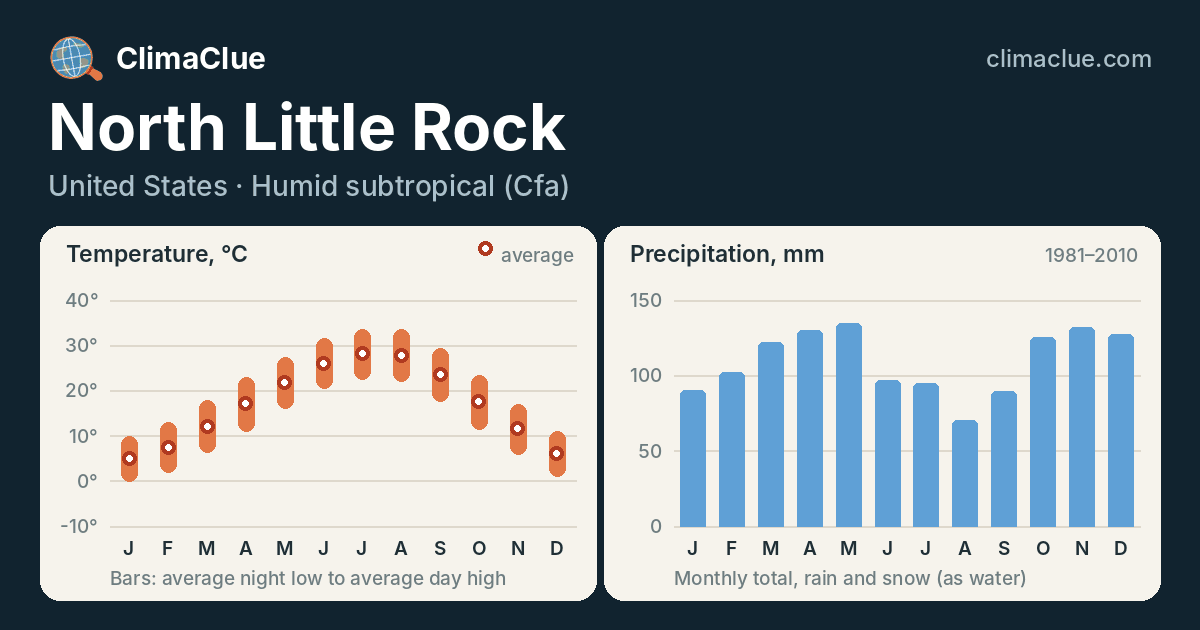 ClimaClue
climaclue.com
North Little Rock
United States · Humid subtropical (Cfa)
Temperature, °C
average
40°
30°
20°
10°
0°
-10°
J F M A M J J A S O N D
Bars: average night low to average day high
Precipitation, mm
1981–2010
150
100
50
0
J F M A M J J A S O N D
Monthly total, rain and snow (as water)